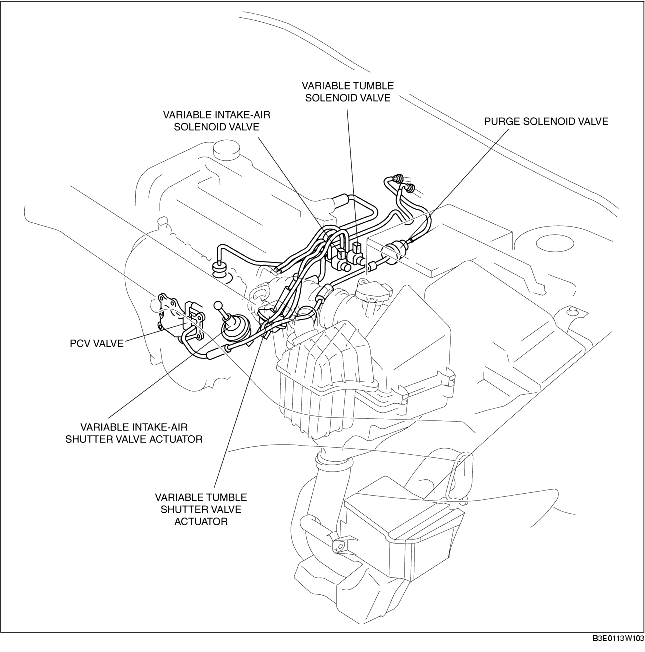 VARIABLE TUMBLE
SOLENOID VALVE
VARIABLE INTAKE-AIR
SOLENOID VALVE
PURGE SOLENOID VALVE
PCV VALVE
VARIABLE INTAKE-AIR
SHUTTER VALVE ACTUATOR
VARIABLE TUMBLE
SHUTTER VALVE
ACTUATOR
B3E0113W103